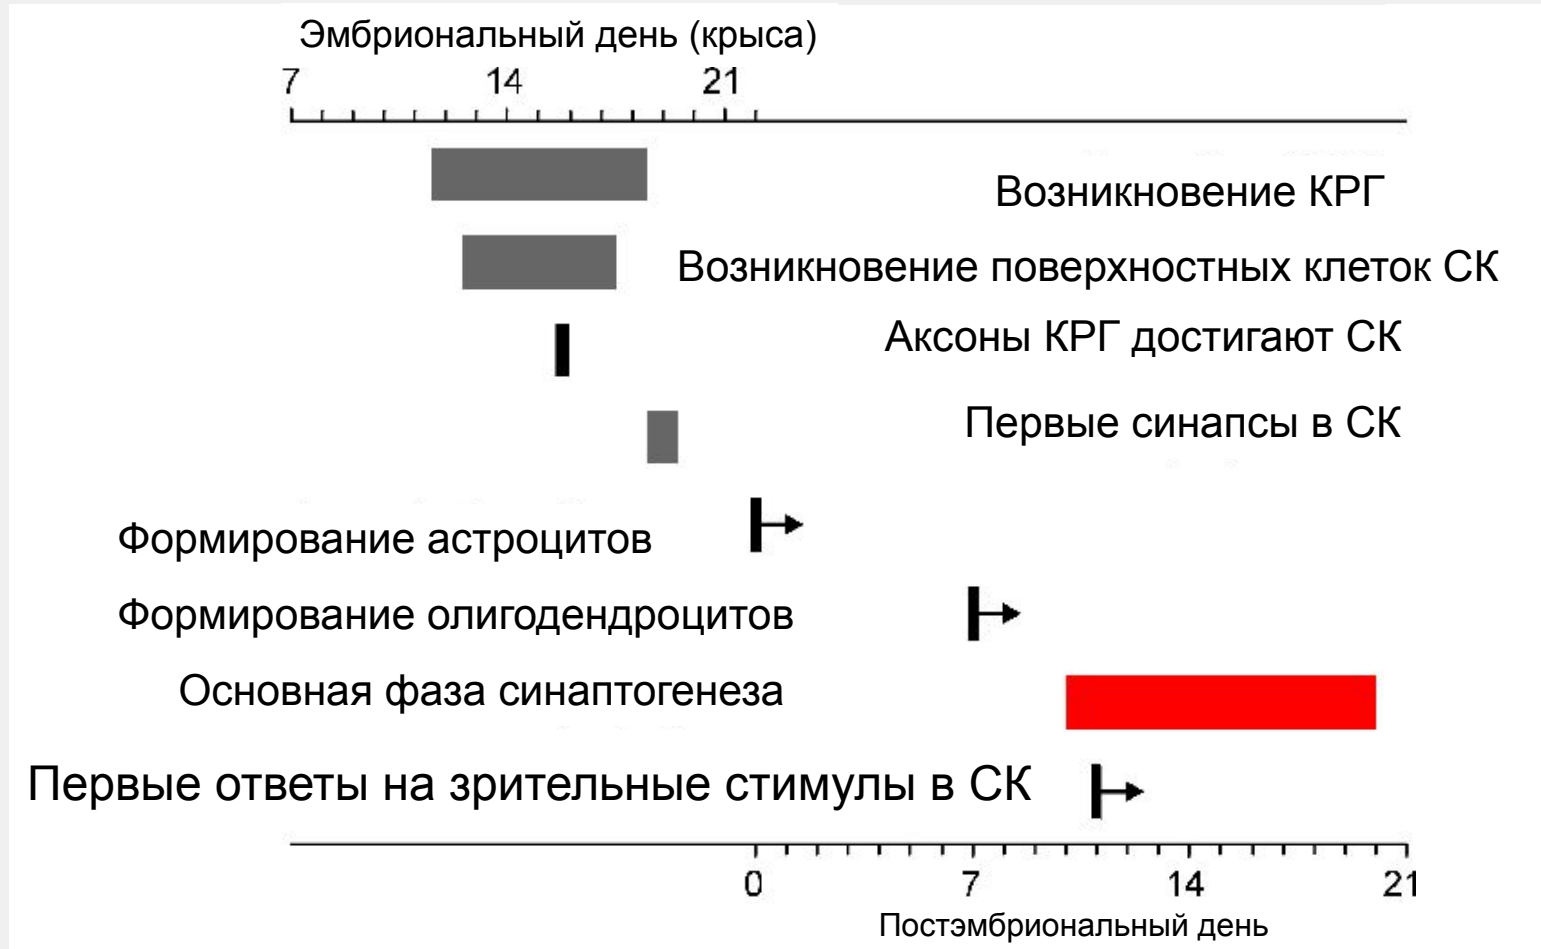 Эмбриональный день (крыса)
7 14 21
Возникновение КРГ
Возникновение поверхностных клеток СК
Аксоны КРГ достигают СК
Первые синапсы в СК
Формирование астроцитов
Формирование олигодендроцитов
Основная фаза синаптогенеза
Первые ответы на зрительные стимулы в СК
0 7 14 21
Постэмбриональный день